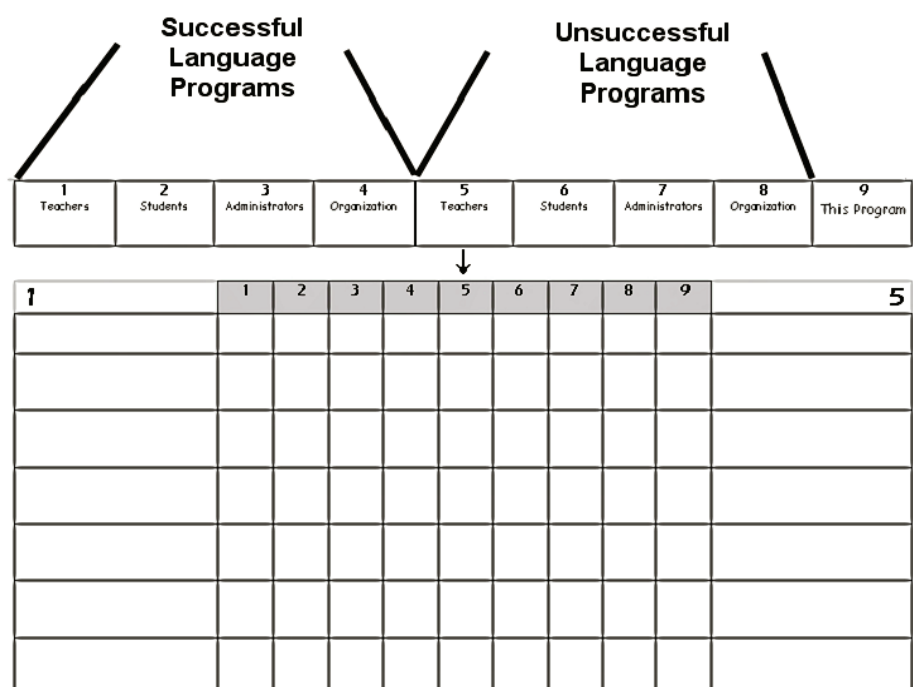 Successful
Language
Programs
Unsuccessful
Language
Programs
1 2 3 4 5 6 7 8 9
Teachers Students Administrators Organization Teachers Students Administrators Organization This Program
1 1 2 3 4 5 6 7 8 9 5